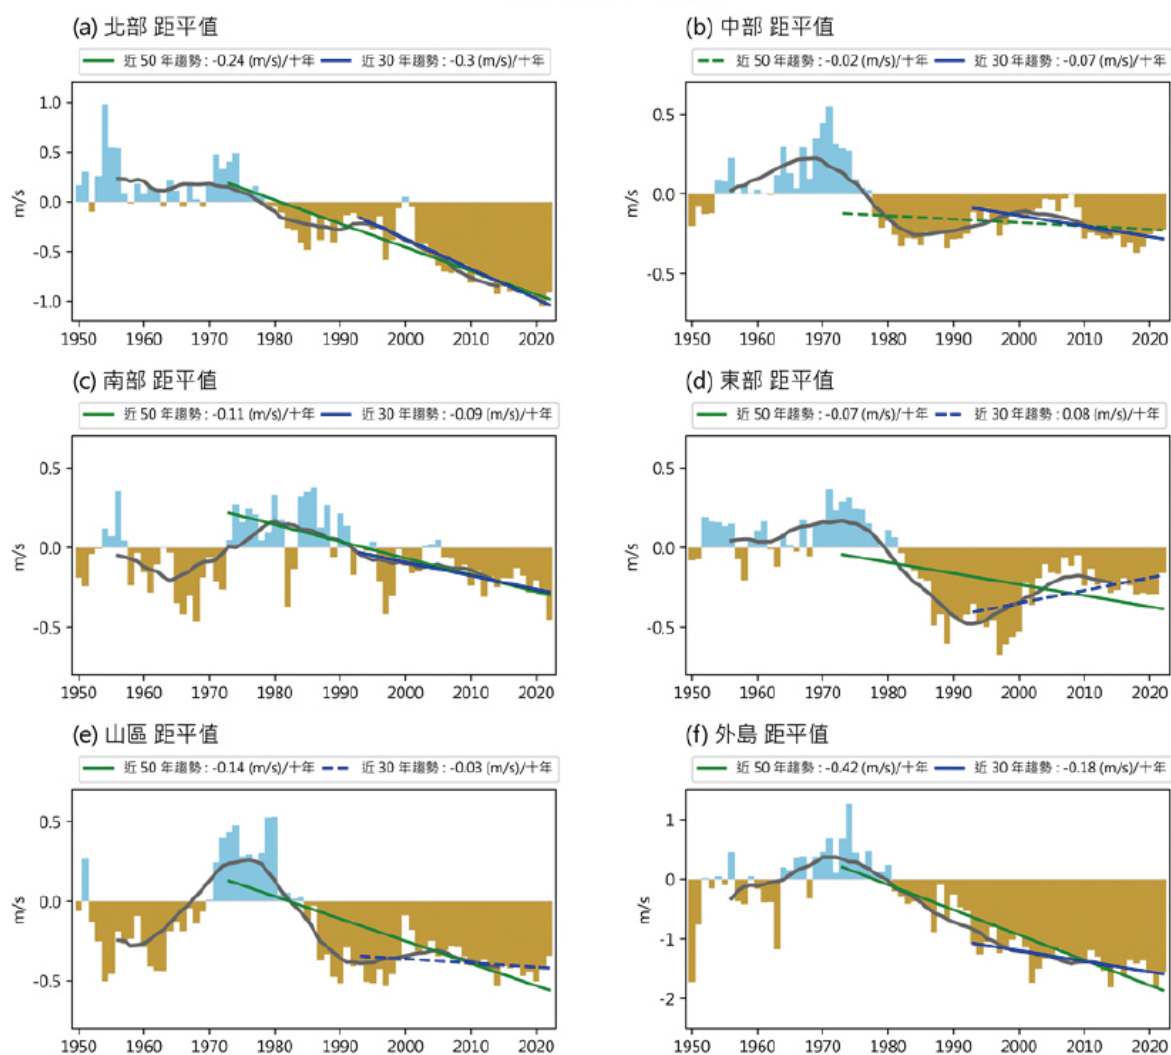 (a) 北部 距平值
近 50 年趨勢 : -0.24 (m/s)/十年
近 30 年趨勢 : -0.3 (m/s)/十年
1.0
0.5
0.0
-0.5
-1.0
m/s
1950 1960 1970 1980 1990 2000 2010 2020
(b) 中部 距平值
近 50 年趨勢 : -0.02 (m/s)/十年
近 30 年趨勢 : -0.07 (m/s)/十年
0.5
0.0
-0.5
m/s
1950 1960 1970 1980 1990 2000 2010 2020
(c) 南部 距平值
近 50 年趨勢 : -0.11 (m/s)/十年
近 30 年趨勢 : -0.09 (m/s)/十年
0.5
0.0
-0.5
m/s
1950 1960 1970 1980 1990 2000 2010 2020
(d) 東部 距平值
近 50 年趨勢 : -0.07 (m/s)/十年
近 30 年趨勢 : 0.08 (m/s)/十年
0.5
0.0
-0.5
m/s
1950 1960 1970 1980 1990 2000 2010 2020
(e) 山區 距平值
近 50 年趨勢 : -0.14 (m/s)/十年
近 30 年趨勢 : -0.03 (m/s)/十年
0.5
0.0
-0.5
m/s
1950 1960 1970 1980 1990 2000 2010 2020
(f) 外島 距平值
近 50 年趨勢 : -0.42 (m/s)/十年
近 30 年趨勢 : -0.18 (m/s)/十年
1
0
-1
-2
m/s
1950 1960 1970 1980 1990 2000 2010 2020